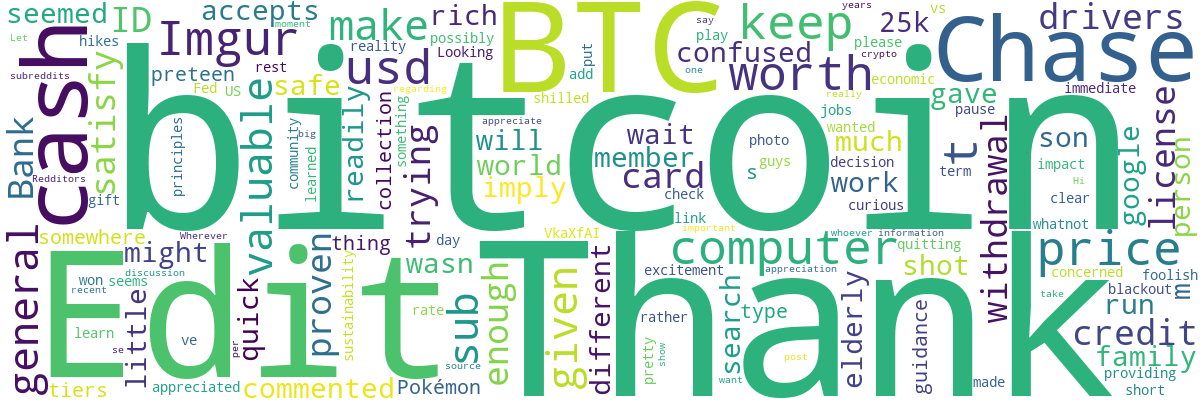 bitcoin
Edit
Thank
BTC
Chase
cash
seemed
ID
accepts
Imgur
make
rich
keep
25k
vs
drivers
hikes
moment
Let
preteen
rest
Fed
US
reality
possibly
Looking
usd
add
put
shilled
say
play
one
confused
worth
years
please
crypto
economic
really
gave
pause
immediate
subreddits
Bank
satisfy
Redditors
gift
principles
valuable
safe
community
big
learned
readily
collection
regarding
something
trying
appreciate
will
world
imply
wait
member
card
check
link
important
photo
guys
s
jobs
wanted
much
decision
work
curious
term
t
withdrawal
son
impact
Hi
clear
whatnot
google
license
person
general
somewhere
Wherever
might
discussion
won
recent
seems
learn
se
little
tiers
ve
appreciated
per
quick
proven
commented
thing
sustainability
day
wasn
rate
Pokémon
sub
source
enough
VkaXfAI
given
different
excitement
rather
pretty
show
want
computer
appreciation
search
type
post
made
elderly
whoever
information
quitting
shot
guidance
price
concerned
take
foolish
blackout
mr
run
credit
family
providing
short